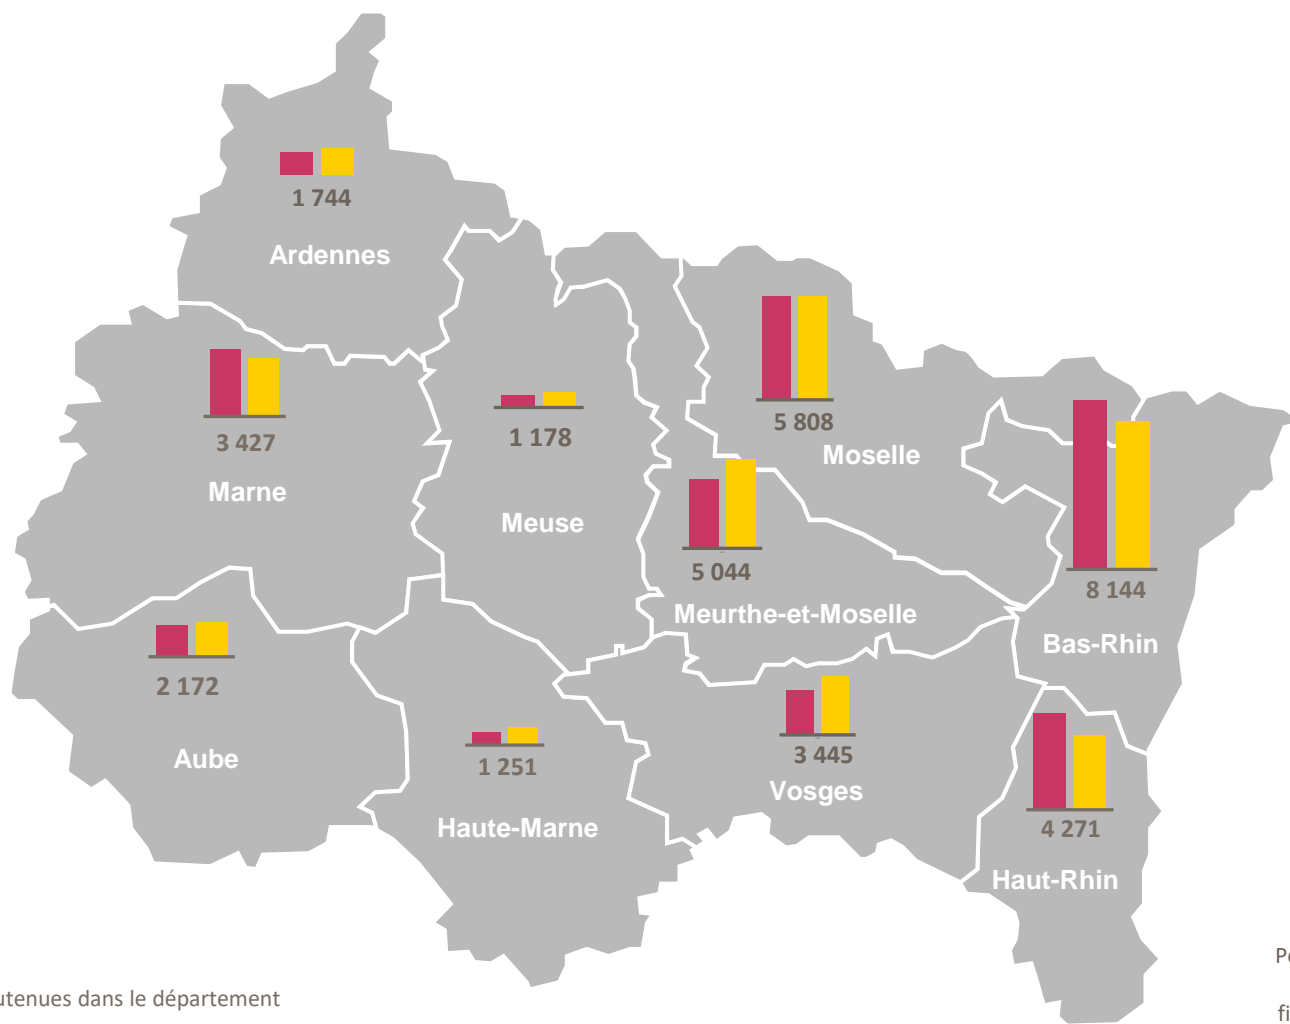 1 744
Ardennes
5 808
Moselle
3 427
Marne
1 178
Meuse
5 044
Meurthe-et-Moselle
8 144
Bas-Rhin
2 172
Aube
1 251
Haute-Marne
3 445
Vosges
4 271
Haut-Rhin
dans le département